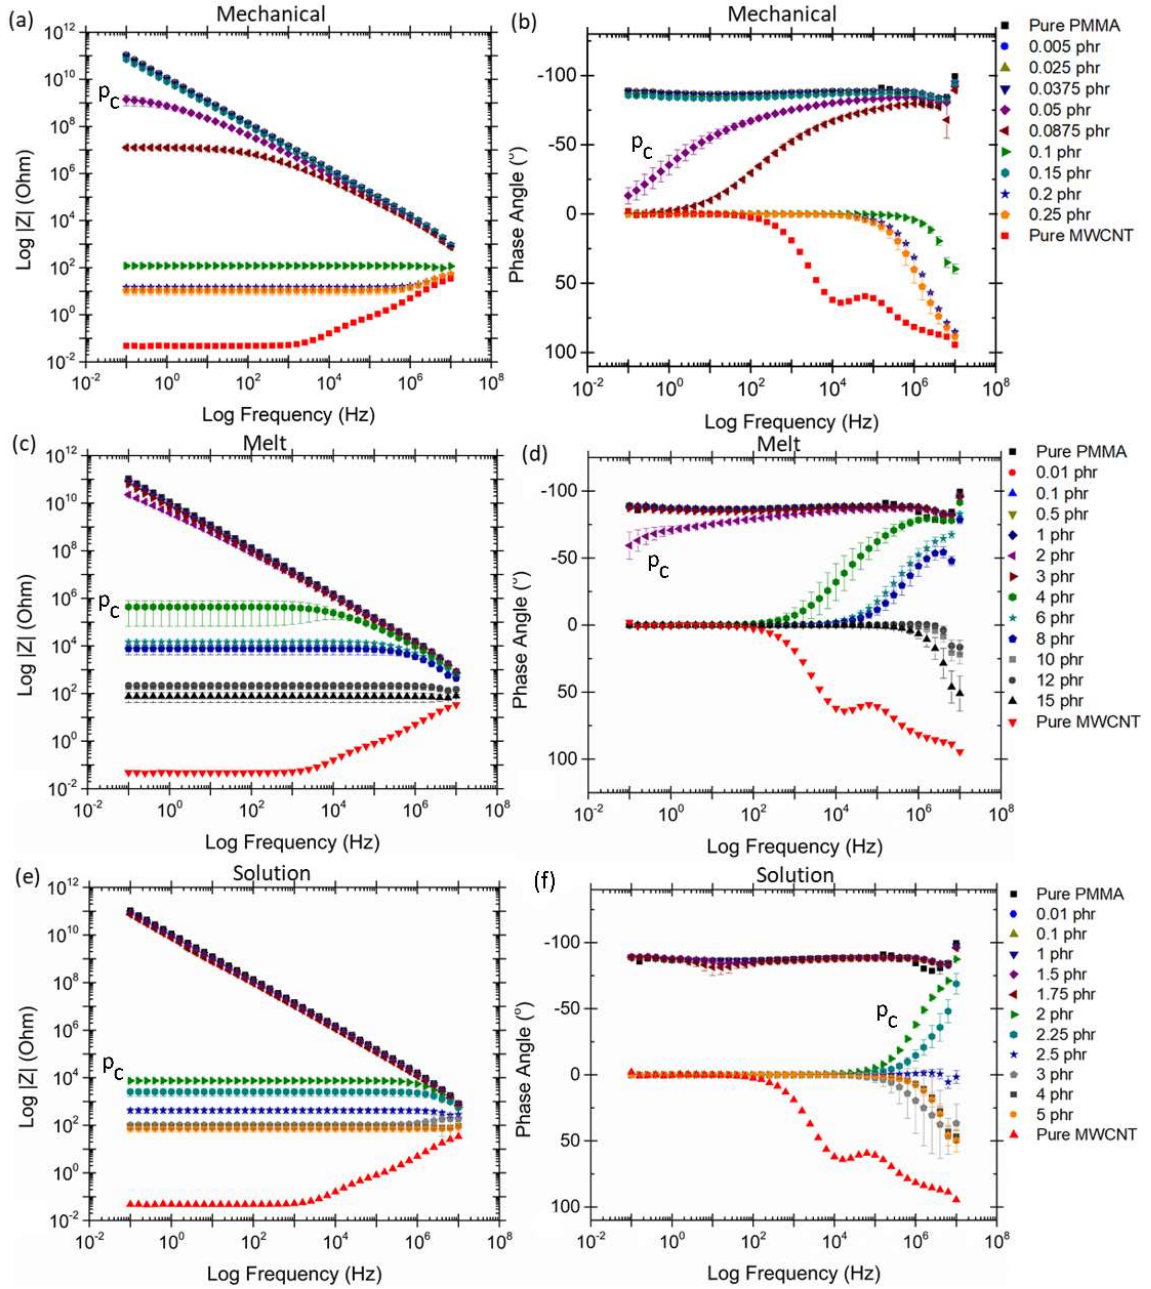 (a)
Mechanical
10^12
10^10
10^8
10^6
10^4
10^2
10^0
10^-2
Log |Z| (Ohm)
p_c
10^-2 10^0 10^2 10^4 10^6 10^8
Log Frequency (Hz)
(b)
Mechanical
-100
-50
0
50
100
Phase Angle (°)
p_c
10^-2 10^0 10^2 10^4 10^6 10^8
Log Frequency (Hz)
Pure PMMA
0.005 phr
0.025 phr
0.0375 phr
0.05 phr
0.0875 phr
0.1 phr
0.15 phr
0.2 phr
0.25 phr
Pure MWCNT
(c)
Melt
10^12
10^10
10^8
10^6
10^4
10^2
10^0
10^-2
Log |Z| (Ohm)
p_c
10^-2 10^0 10^2 10^4 10^6 10^8
Log Frequency (Hz)
(d)
Melt
-100
-50
0
50
100
Phase Angle (°)
p_c
10^-2 10^0 10^2 10^4 10^6 10^8
Log Frequency (Hz)
Pure PMMA
0.01 phr
0.1 phr
0.5 phr
1 phr
2 phr
3 phr
4 phr
6 phr
8 phr
10 phr
12 phr
15 phr
Pure MWCNT
(e)
Solution
10^12
10^10
10^8
10^6
10^4
10^2
10^0
10^-2
Log |Z| (Ohm)
p_c
10^-2 10^0 10^2 10^4 10^6 10^8
Log Frequency (Hz)
(f)
Solution
-100
-50
0
50
100
Phase Angle (°)
p_c
10^-2 10^0 10^2 10^4 10^6 10^8
Log Frequency (Hz)
Pure PMMA
0.01 phr
0.1 phr
1 phr
1.5 phr
1.75 phr
2 phr
2.25 phr
2.5 phr
3 phr
4 phr
5 phr
Pure MWCNT